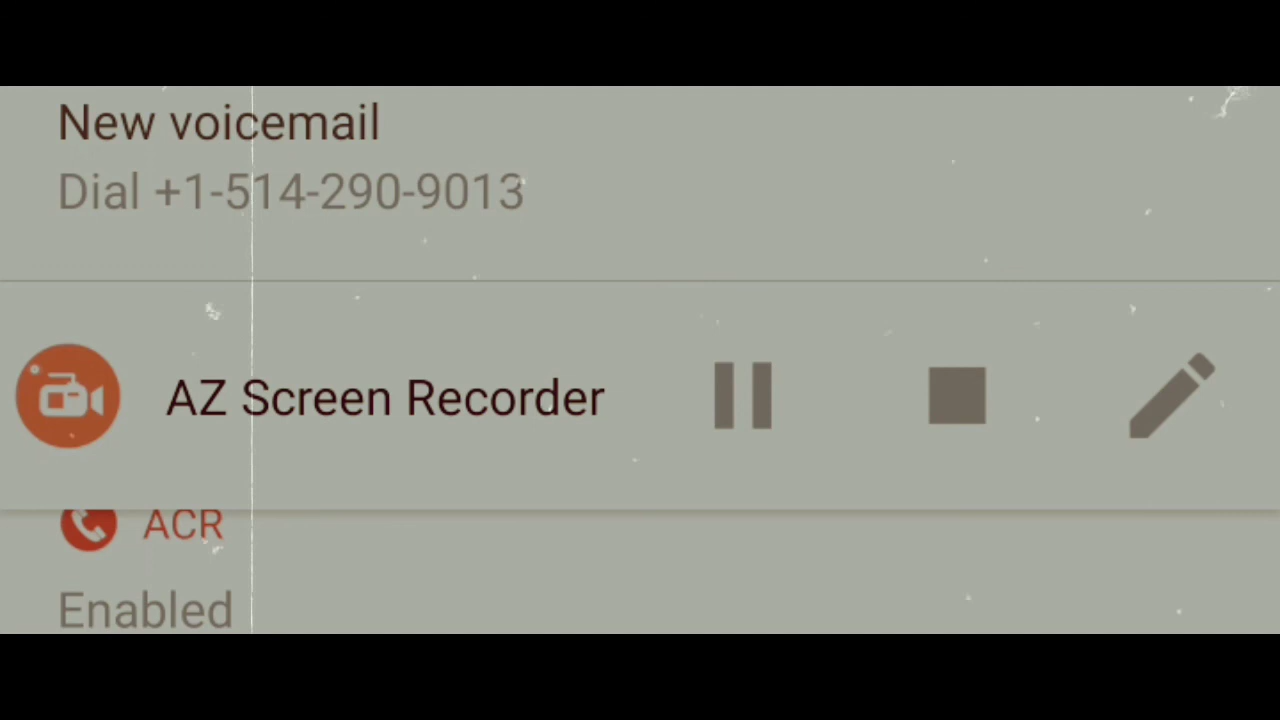 New voicemail
Dial +1-514-290-9013
AZ Screen Recorder
ACR
Enabled